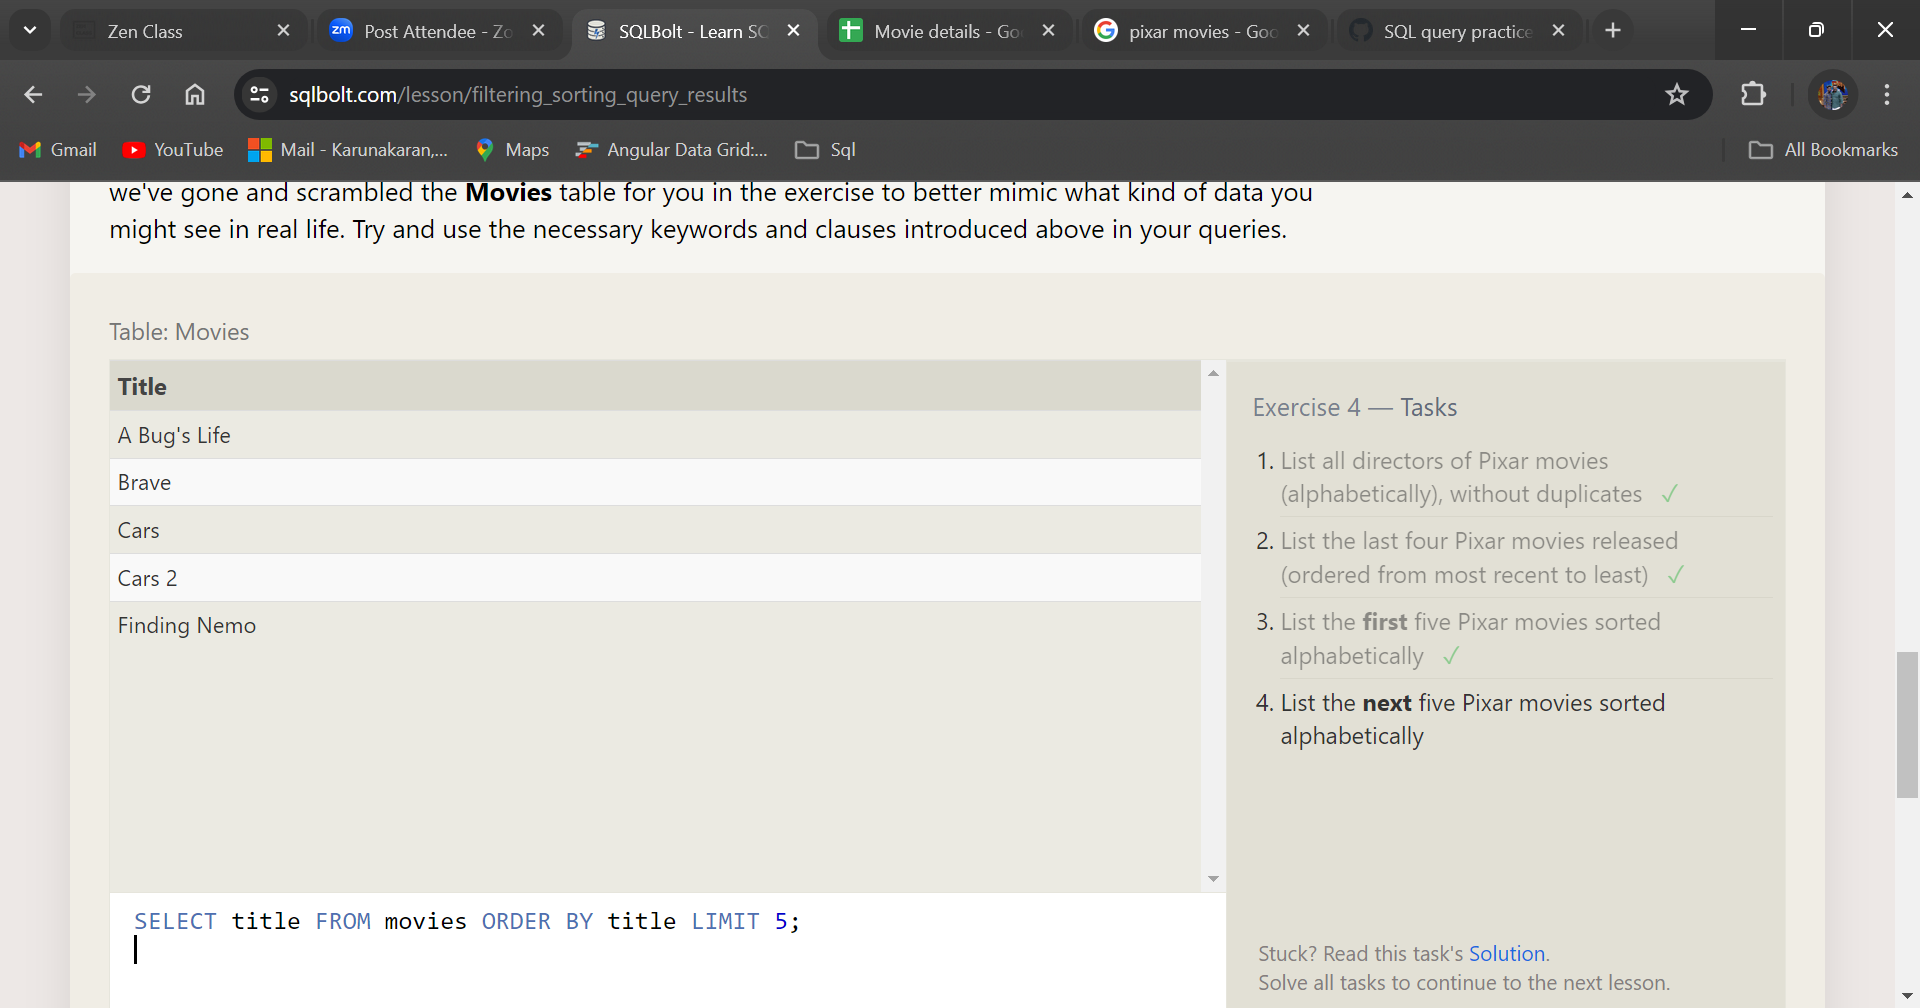 Zen Class
zm Post Attendee - Zo
SQLBolt - Learn SQ
Movie details - Goo
pixar movies - Goo
SQL query practice
sqlbolt.com/lesson/filtering_sorting_query_results
Gmail YouTube Mail - Karunakaran,... Maps Angular Data Grid:... Sql All Bookmarks
we've gone and scrambled the Movies table for you in the exercise to better mimic what kind of data you
might see in real life. Try and use the necessary keywords and clauses introduced above in your queries.
Table: Movies
Title
A Bug's Life
Brave
Cars
Cars 2
Finding Nemo
SELECT title FROM movies ORDER BY title LIMIT 5;
Exercise 4 — Tasks
1. List all directors of Pixar movies
(alphabetically), without duplicates ✓
2. List the last four Pixar movies released
(ordered from most recent to least) ✓
3. List the first five Pixar movies sorted
alphabetically ✓
4. List the next five Pixar movies sorted
alphabetically
Stuck? Read this task's Solution.
Solve all tasks to continue to the next lesson.